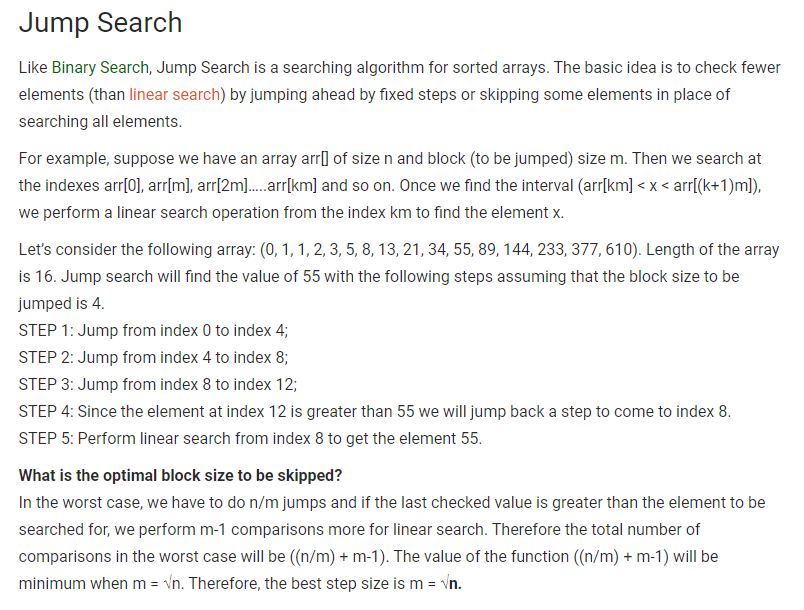 Jump Search
Like Binary Search, Jump Search is a searching algorithm for sorted arrays. The basic idea is to check fewer
elements (than linear search) by jumping ahead by fixed steps or skipping some elements in place of
searching all elements.
For example, suppose we have an array arr[] of size n and block (to be jumped) size m. Then we search at
the indexes arr[0], arr[m], arr[2m]…..arr[km] and so on. Once we find the interval (arr[km] < x < arr[(k+1)m]),
we perform a linear search operation from the index km to find the element x.
Let's consider the following array: (0, 1, 1, 2, 3, 5, 8, 13, 21, 34, 55, 89, 144, 233, 377, 610). Length of the array
is 16. Jump search will find the value of 55 with the following steps assuming that the block size to be
jumped is 4.
STEP 1: Jump from index 0 to index 4;
STEP 2: Jump from index 4 to index 8;
STEP 3: Jump from index 8 to index 12;
STEP 4: Since the element at index 12 is greater than 55 we will jump back a step to come to index 8.
STEP 5: Perform linear search from index 8 to get the element 55.
What is the optimal block size to be skipped?
In the worst case, we have to do n/m jumps and if the last checked value is greater than the element to be
searched for, we perform m-1 comparisons more for linear search. Therefore the total number of
comparisons in the worst case will be ((n/m) + m-1). The value of the function ((n/m) + m-1) will be
minimum when m = √n. Therefore, the best step size is m = √n.